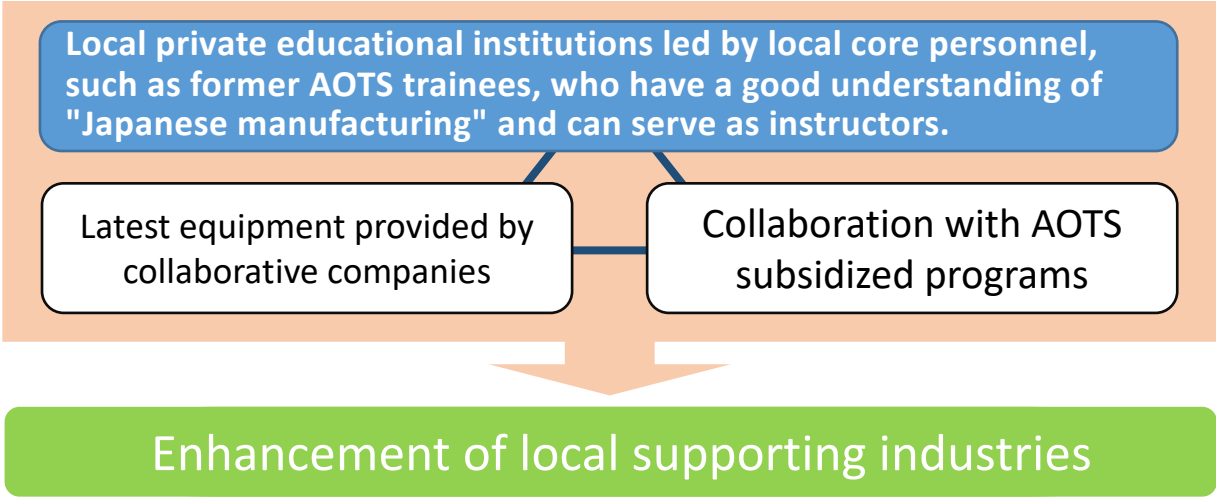 Local private educational institutions led by local core personnel,
such as former AOTS trainees, who have a good understanding of
"Japanese manufacturing" and can serve as instructors.
Latest equipment provided by
collaborative companies
Collaboration with AOTS
subsidized programs
Enhancement of local supporting industries